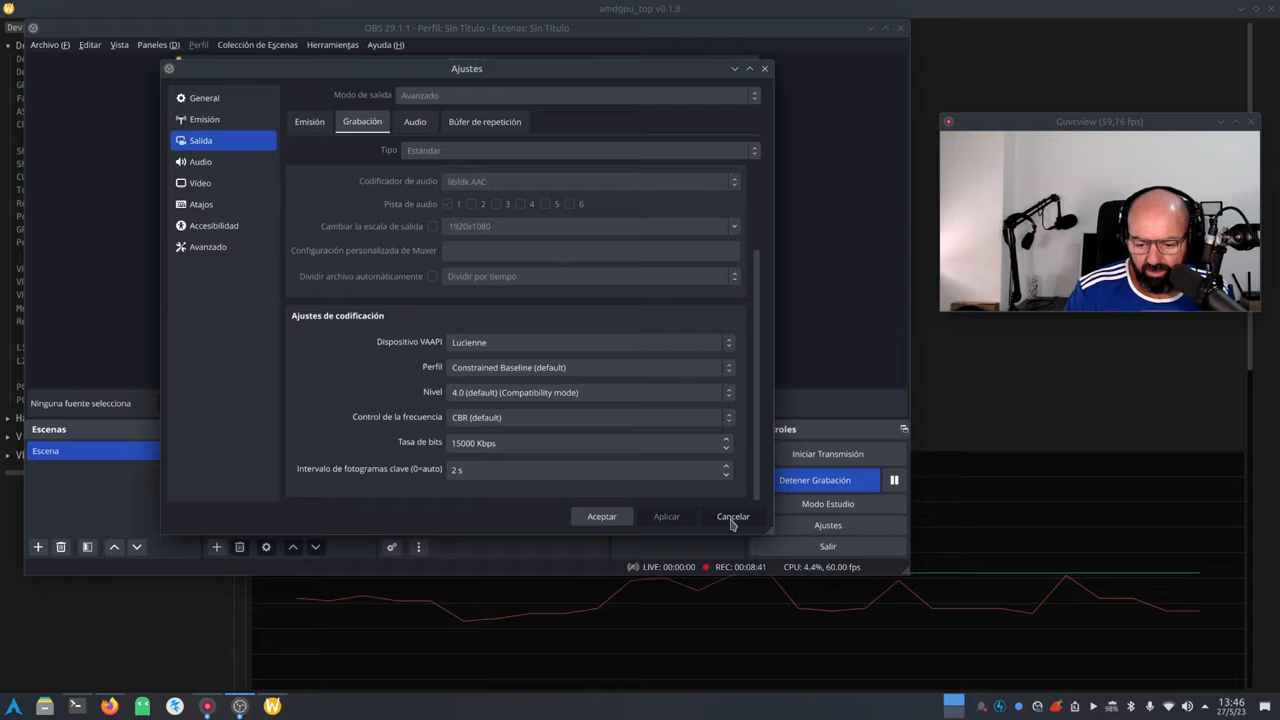 amdgpu_top v0.1.8
Dev
OBS 29.1.1 - Perfil: Sin Título - Escenas: Sin Título
Archivo (F) Editar Vista Paneles (D) Perfil Colección de Escenas Herramientas Ayuda (H)
Ajustes
Guvcview (59,76 fps)
General
Emisión
Salida
Audio
Vídeo
Atajos
Accesibilidad
Avanzado
Modo de salida Avanzado
Emisión Grabación Audio Búfer de repetición
Tipo Estándar
Codificador de audio libfdk AAC
Pista de audio 1 2 3 4 5 6
Cambiar la escala de salida 1920x1080
Configuración personalizada de Muxer
Dividir archivo automáticamente Dividir por tiempo
Ajustes de codificación
Dispositivo VAAPI Lucienne
Perfil Constrained Baseline (default)
Nivel 4.0 (default) (Compatibility mode)
Control de la frecuencia CBR (default)
Tasa de bits 15000 Kbps
Intervalo de fotogramas clave (0=auto) 2 s
Aceptar Aplicar Cancelar
Ninguna fuente selecciona
Escenas
Escena
roles
Iniciar Transmisión
Detener Grabación
Modo Estudio
Ajustes
Salir
LIVE: 00:00:00 REC: 00:08:41 CPU: 4.4%, 60.00 fps
98%
13:46
27/5/23